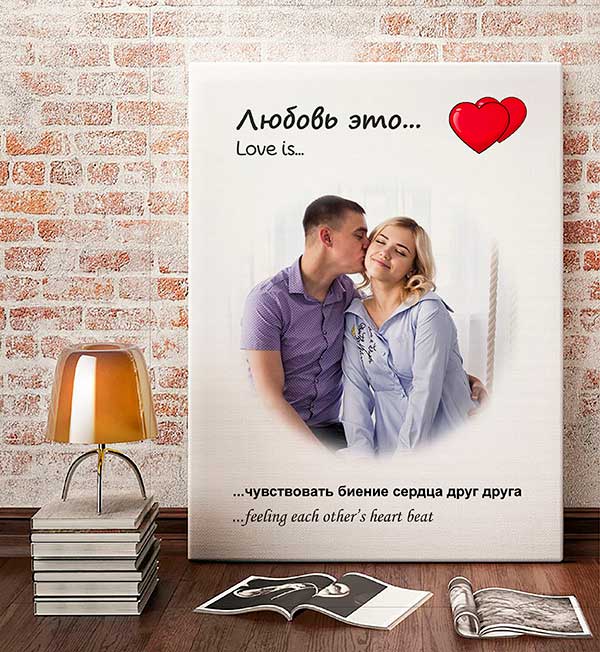 Любовь это...
Love is...
...чувствовать биение сердца друг друга
...feeling each other's heart beat